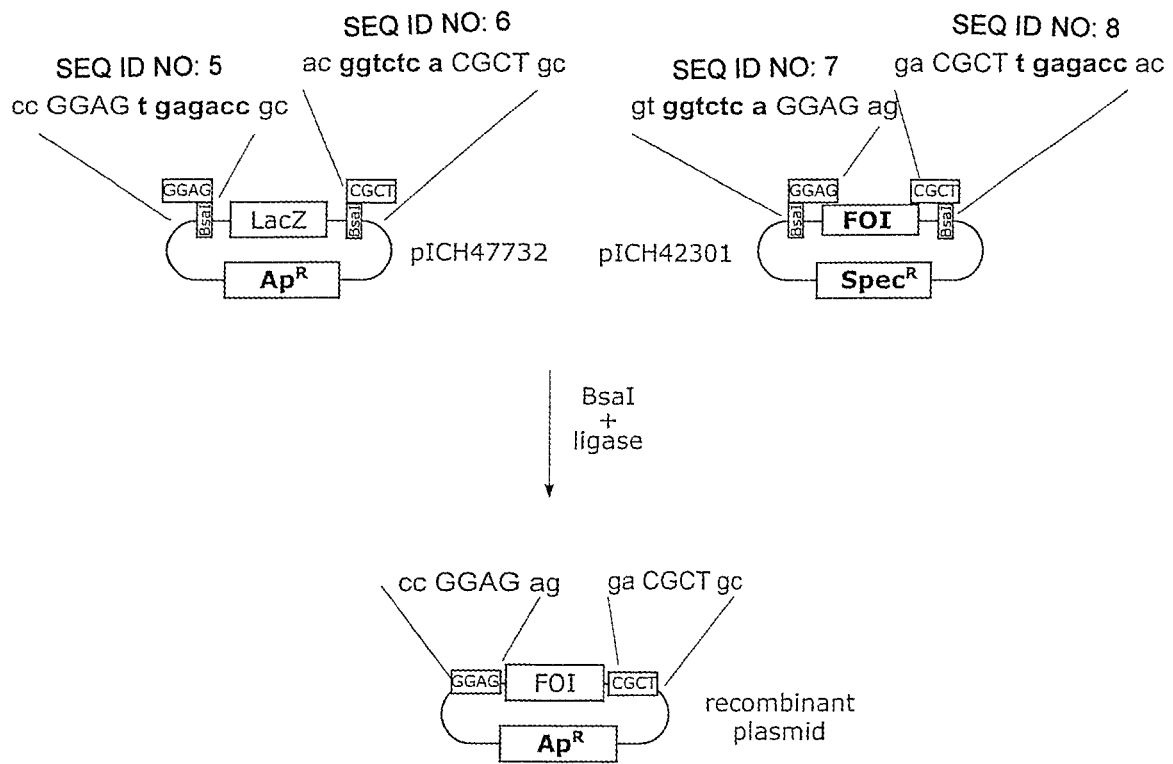 SEQ ID NO: 5
cc GGAG t gagacc gc
SEQ ID NO: 6
ac ggtctc a CGCT gc
SEQ ID NO: 7
gt ggtctc a GGAG ag
SEQ ID NO: 8
ga CGCT t gagacc ac
GGAG
BsaI
LacZ
CGCT
BsaI
Ap^R
pICH47732
GGAG
BsaI
FOI
CGCT
BsaI
Spec^R
pICH42301
BsaI
+
ligase
cc GGAG ag
ga CGCT gc
GGAG
FOI
CGCT
Ap^R
recombinant
plasmid